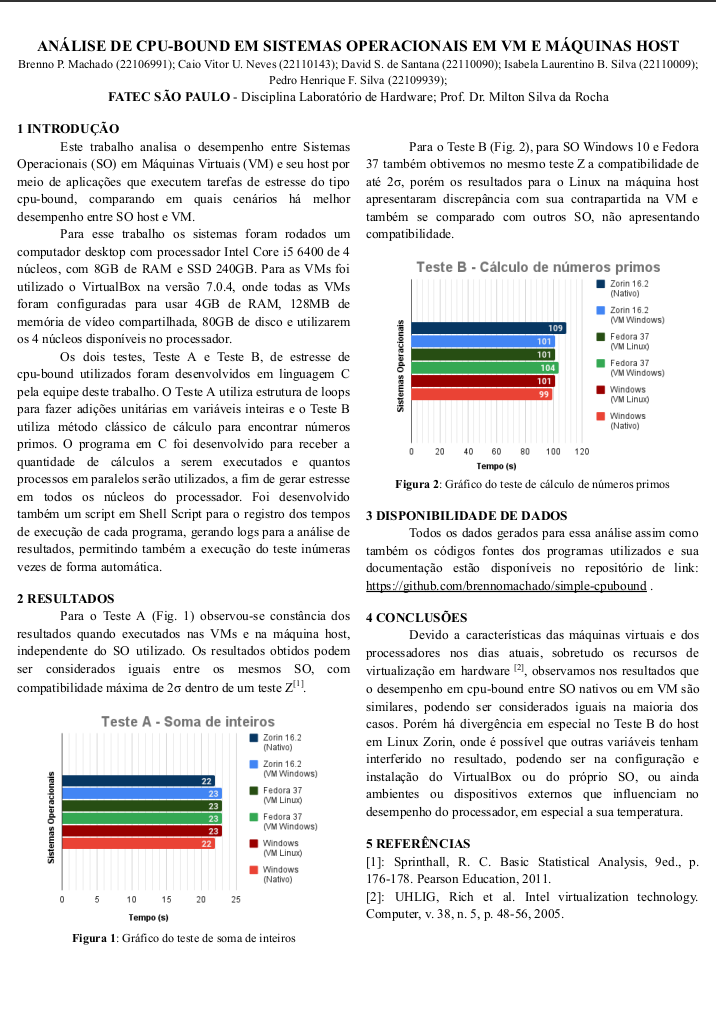 ANÁLISE DE CPU-BOUND EM SISTEMAS OPERACIONAIS EM VM E MÁQUINAS HOST
Brenno P. Machado (22106991); Caio Vitor U. Neves (22110143); David S. de Santana (22110090); Isabela Laurentino B. Silva (22110009);
Pedro Henrique F. Silva (22109939);
FATEC SÃO PAULO - Disciplina Laboratório de Hardware; Prof. Dr. Milton Silva da Rocha
1 INTRODUÇÃO
Este trabalho analisa o desempenho entre Sistemas
Operacionais (SO) em Máquinas Virtuais (VM) e seu host por
meio de aplicações que executem tarefas de estresse do tipo
cpu-bound, comparando em quais cenários há melhor
desempenho entre SO host e VM.
Para esse trabalho os sistemas foram rodados um
computador desktop com processador Intel Core i5 6400 de 4
núcleos, com 8GB de RAM e SSD 240GB. Para as VMs foi
utilizado o VirtualBox na versão 7.0.4, onde todas as VMs
foram configuradas para usar 4GB de RAM, 128MB de
memória de vídeo compartilhada, 80GB de disco e utilizarem
os 4 núcleos disponíveis no processador.
Os dois testes, Teste A e Teste B, de estresse de
cpu-bound utilizados foram desenvolvidos em linguagem C
pela equipe deste trabalho. O Teste A utiliza estrutura de loops
para fazer adições unitárias em variáveis inteiras e o Teste B
utiliza método clássico de cálculo para encontrar números
primos. O programa em C foi desenvolvido para receber a
quantidade de cálculos a serem executados e quantos
processos em paralelos serão utilizados, a fim de gerar estresse
em todos os núcleos do processador. Foi desenvolvido
também um script em Shell Script para o registro dos tempos
de execução de cada programa, gerando logs para a análise de
resultados, permitindo também a execução do teste inúmeras
vezes de forma automática.
2 RESULTADOS
Para o Teste A (Fig. 1) observou-se constância dos
resultados quando executados nas VMs e na máquina host,
independente do SO utilizado. Os resultados obtidos podem
ser considerados iguais entre os mesmos SO, com
compatibilidade máxima de 2σ dentro de um teste Z[1].
Teste A - Soma de inteiros
Sistemas Operacionais
22
23
23
23
23
22
0 5 10 15 20 25
Tempo (s)
Zorin 16.2
(Nativo)
Zorin 16.2
(VM Windows)
Fedora 37
(VM Linux)
Fedora 37
(VM Windows)
Windows
(VM Linux)
Windows
(Nativo)
Figura 1: Gráfico do teste de soma de inteiros
Para o Teste B (Fig. 2), para SO Windows 10 e Fedora
37 também obtivemos no mesmo teste Z a compatibilidade de
até 2σ, porém os resultados para o Linux na máquina host
apresentaram discrepância com sua contrapartida na VM e
também se comparado com outros SO, não apresentando
compatibilidade.
Teste B - Cálculo de números primos
Sistemas Operacionais
109
101
101
104
101
99
0 20 40 60 80 100 120
Tempo (s)
Zorin 16.2
(Nativo)
Zorin 16.2
(VM Windows)
Fedora 37
(VM Linux)
Fedora 37
(VM Windows)
Windows
(VM Linux)
Windows
(Nativo)
Figura 2: Gráfico do teste de cálculo de números primos
3 DISPONIBILIDADE DE DADOS
Todos os dados gerados para essa análise assim como
também os códigos fontes dos programas utilizados e sua
documentação estão disponíveis no repositório de link:
https://github.com/brennomachado/simple-cpubound .
4 CONCLUSÕES
Devido a características das máquinas virtuais e dos
processadores nos dias atuais, sobretudo os recursos de
virtualização em hardware [2], observamos nos resultados que
o desempenho em cpu-bound entre SO nativos ou em VM são
similares, podendo ser considerados iguais na maioria dos
casos. Porém há divergência em especial no Teste B do host
em Linux Zorin, onde é possível que outras variáveis tenham
interferido no resultado, podendo ser na configuração e
instalação do VirtualBox ou do próprio SO, ou ainda
ambientes ou dispositivos externos que influenciam no
desempenho do processador, em especial a sua temperatura.
5 REFERÊNCIAS
[1]: Sprinthall, R. C. Basic Statistical Analysis, 9ed., p.
176-178. Pearson Education, 2011.
[2]: UHLIG, Rich et al. Intel virtualization technology.
Computer, v. 38, n. 5, p. 48-56, 2005.